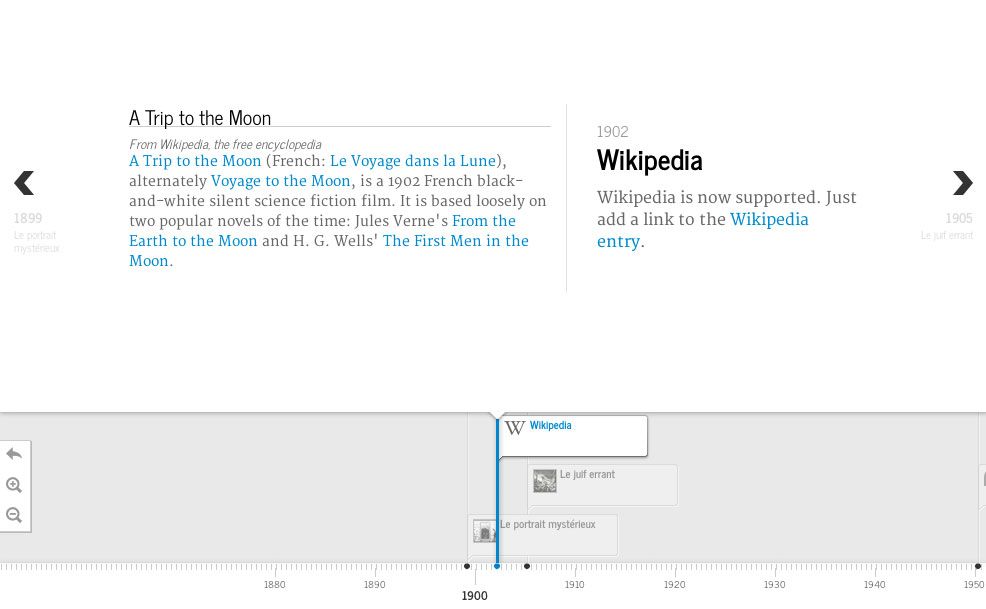 A Trip to the Moon
From Wikipedia, the free encyclopedia
A Trip to the Moon (French: Le Voyage dans la Lune),
alternately Voyage to the Moon, is a 1902 French black-
and-white silent science fiction film. It is based loosely on
two popular novels of the time: Jules Verne's From the
Earth to the Moon and H. G. Wells' The First Men in the
Moon.
1902
Wikipedia
Wikipedia is now supported. Just
add a link to the Wikipedia
entry.
1899
Le portrait
mystérieux
1905
Le juif errant
W Wikipedia
Le juif errant
Le portrait mystérieux
1880 1890 1900 1910 1920 1930 1940 1950